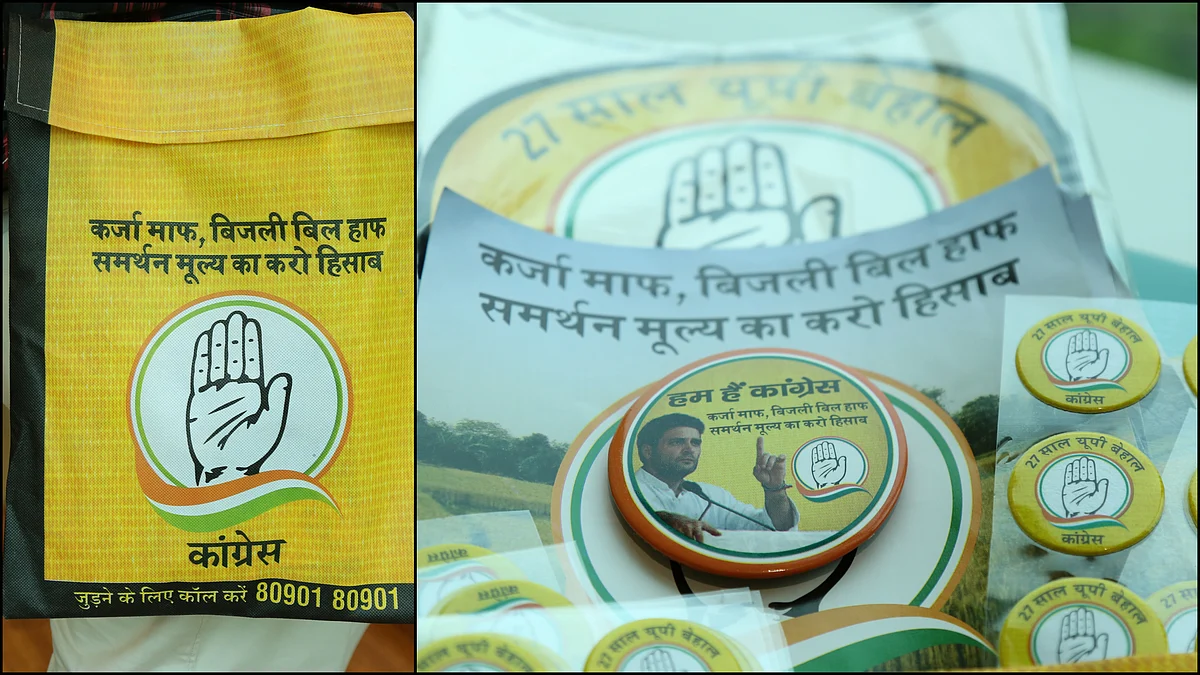 कर्जा माफ, बिजली बिल हाफ
समर्थन मूल्य का करो हिसाब
कांग्रेस
जुड़ने के लिए कॉल करें 80901 80901
27 साल यूपी बेहाल
कर्जा माफ, बिजली बिल हाफ
समर्थन मूल्य का करो हिसाब
हम हैं कांग्रेस
कर्जा माफ, बिजली बिल हाफ
समर्थन मूल्य का करो हिसाब
27 साल यूपी बेहाल
कांग्रेस
27 साल यूपी बेहाल
कांग्रेस
27 साल यूपी बेहाल
कांग्रेस
कांग्रेस
27 साल यूपी बेहाल
27 साल यूपी बेहाल